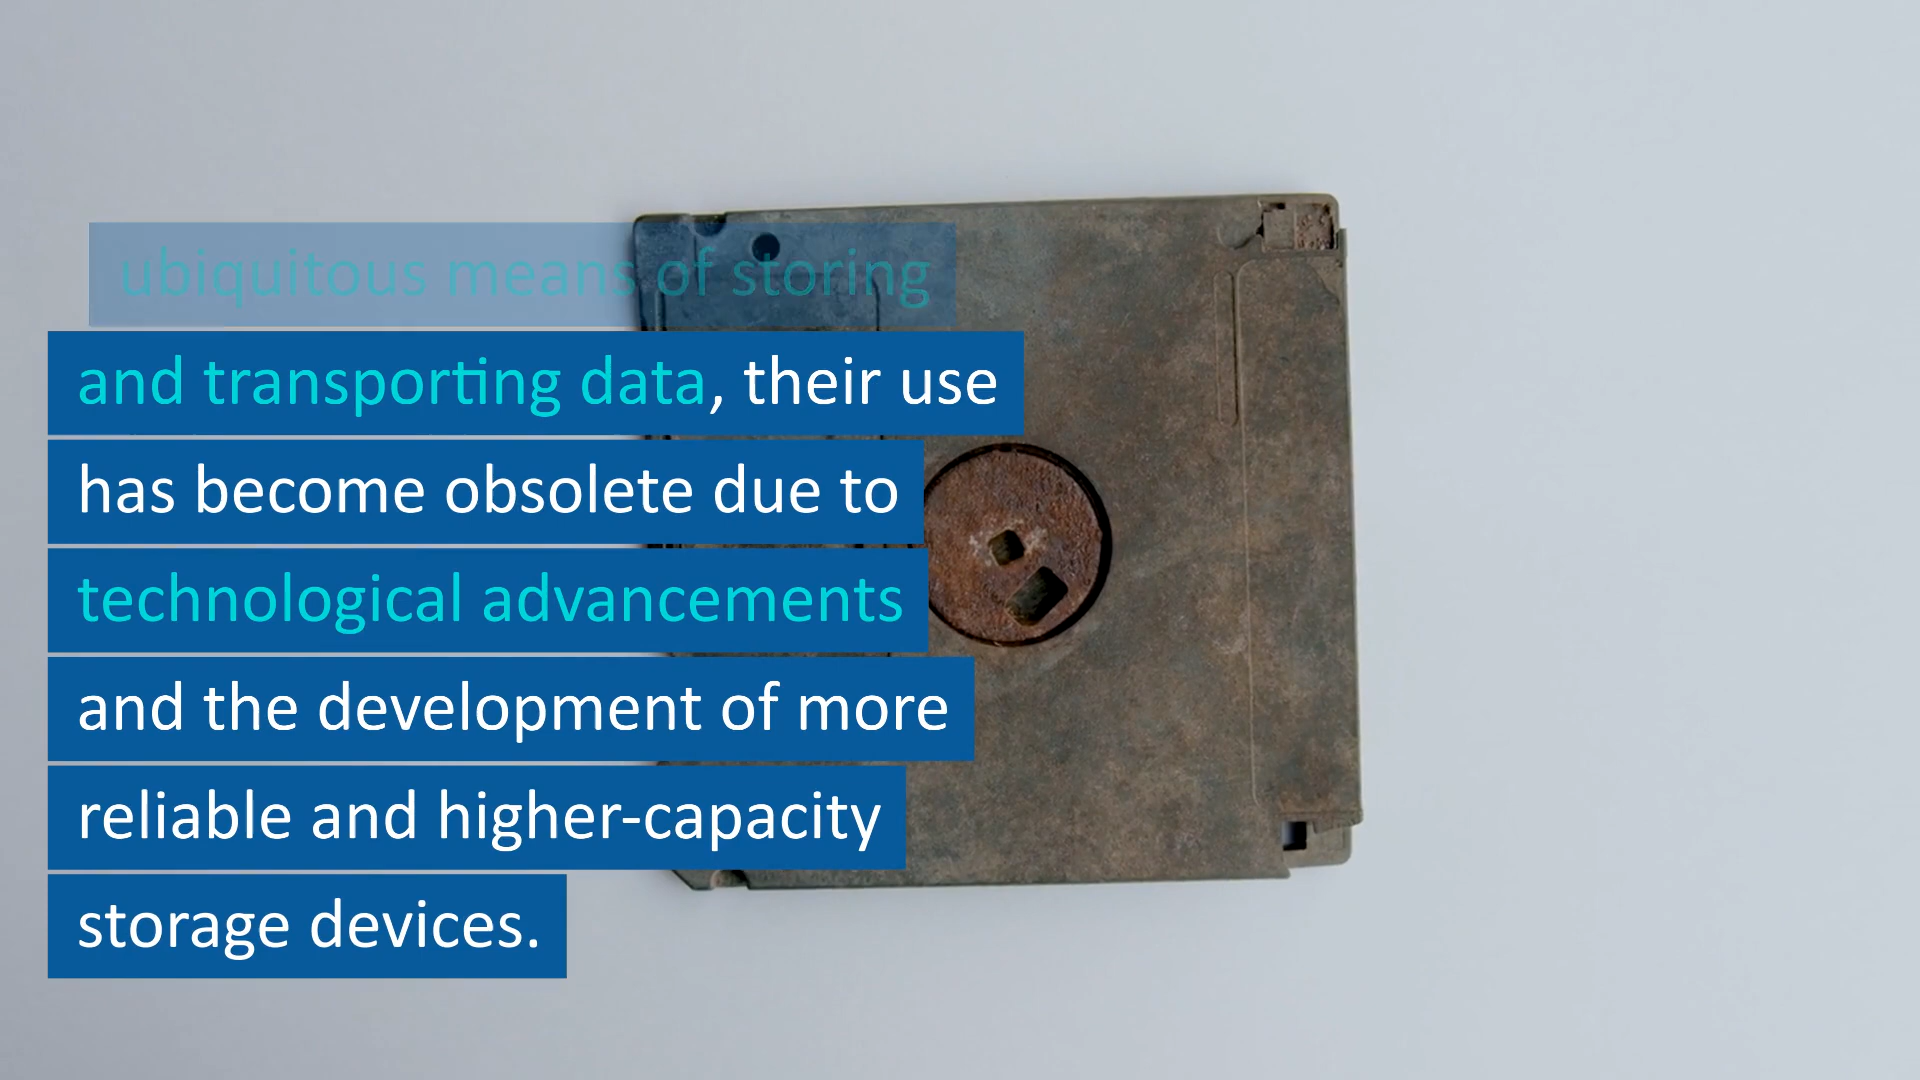 ubiquitous means of storing
and transporting data, their use
has become obsolete due to
technological advancements
and the development of more
reliable and higher-capacity
storage devices.